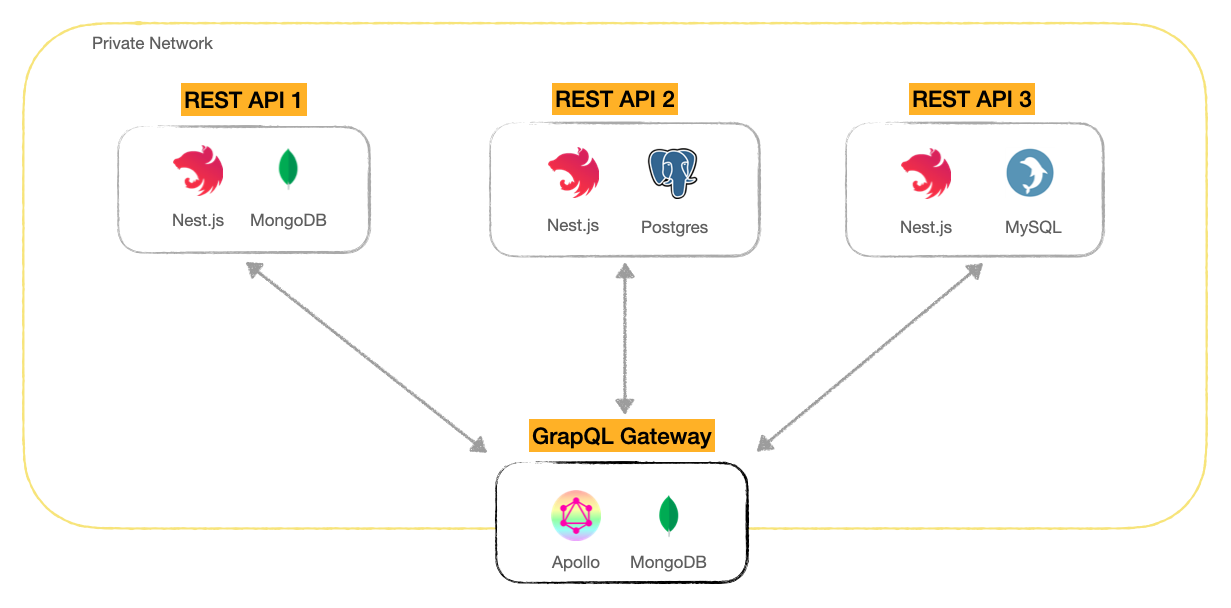 Private Network
REST API 1
REST API 2
REST API 3
Nest.js
MongoDB
Nest.js
Postgres
Nest.js
MySQL
GrapQL Gateway
Apollo
MongoDB